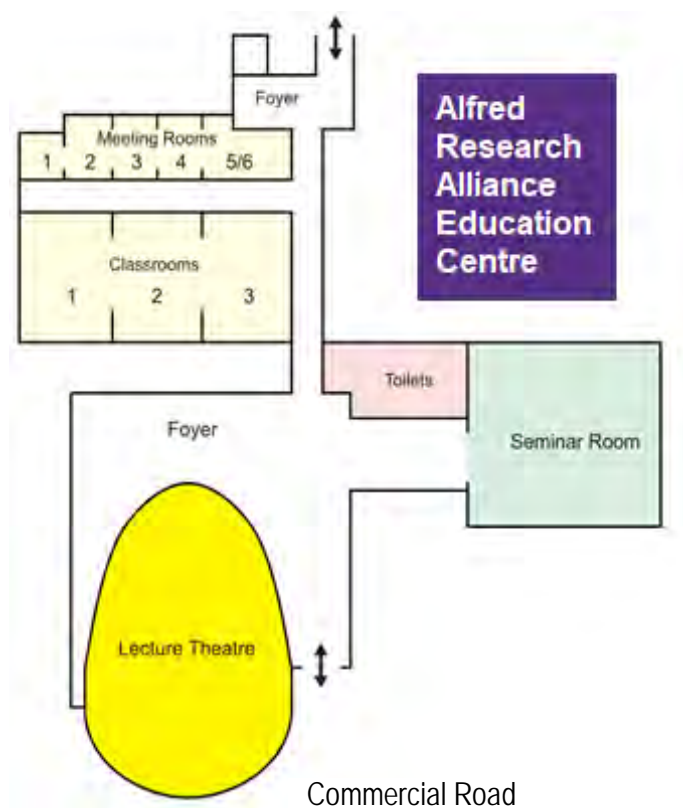 Foyer
Alfred
Research
Alliance
Education
Centre
Meeting Rooms
1 2 3 4 5/6
Classrooms
1 2 3
Toilets
Foyer
Seminar Room
Lecture Theatre
Commercial Road